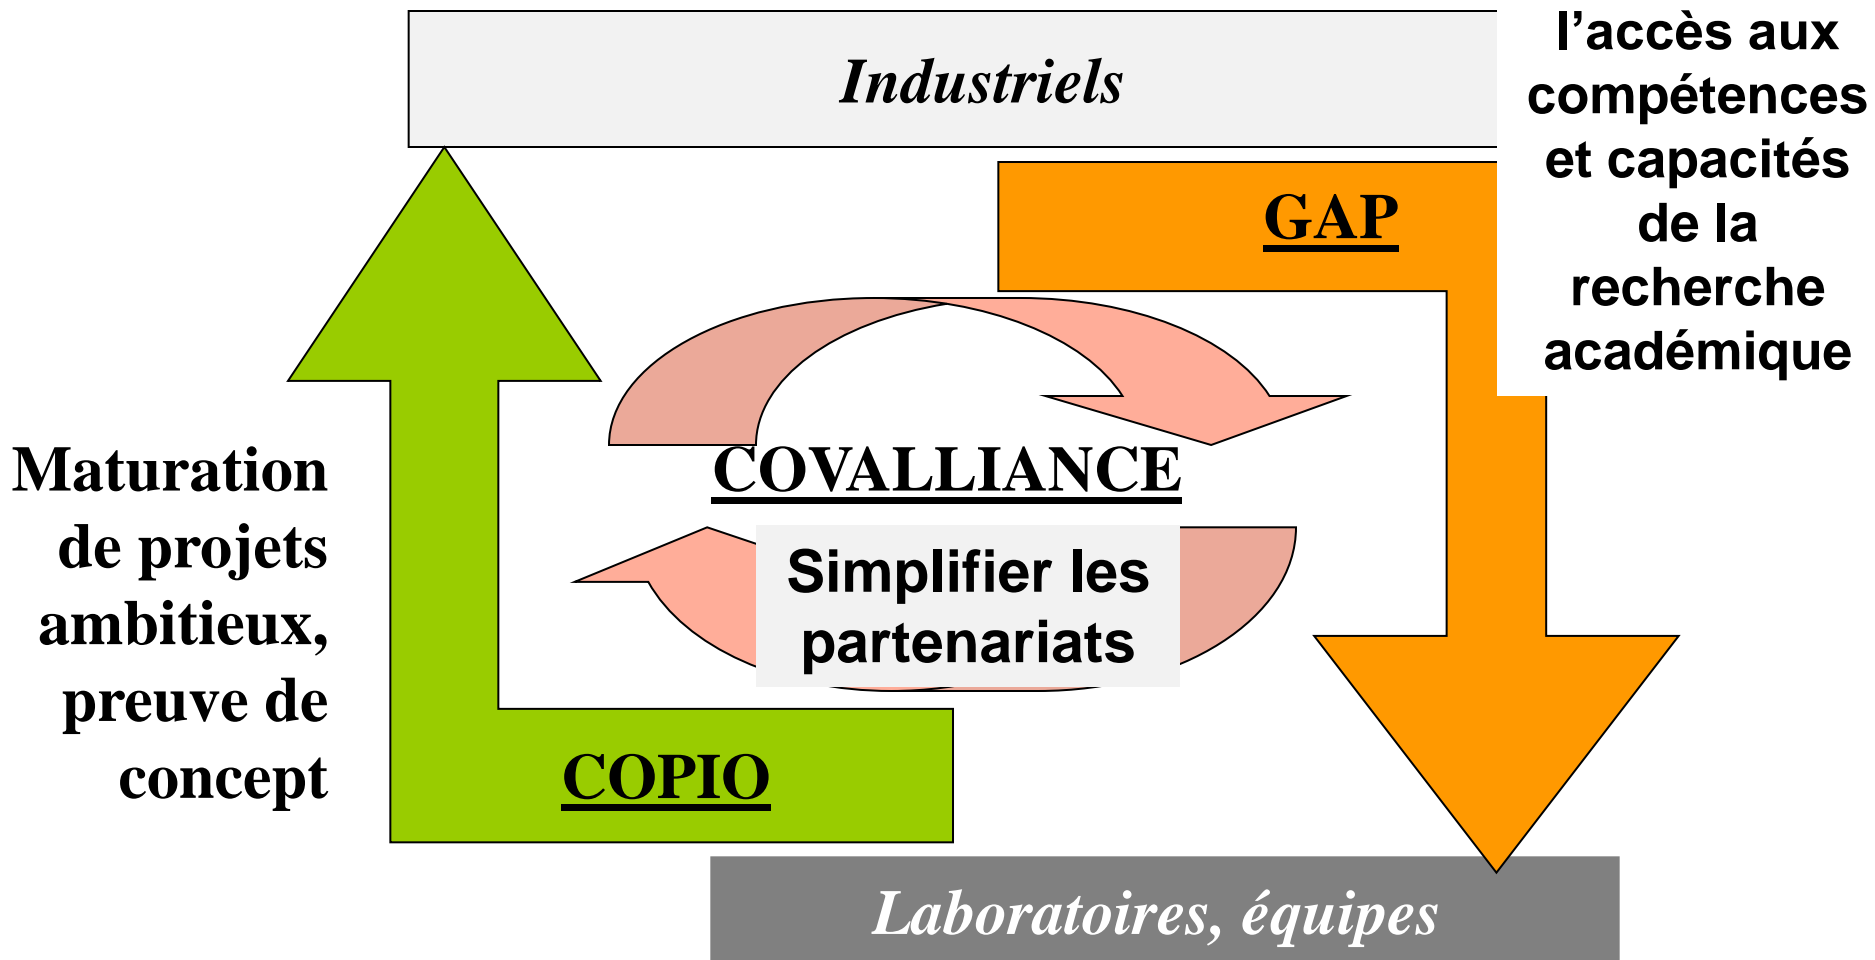 Industriels
l’accès aux
compétences
et capacités
de la
recherche
académique
GAP
COVALLIANCE
Simplifier les
partenariats
Maturation
de projets
ambitieux,
preuve de
concept
COPIO
Laboratoires, équipes